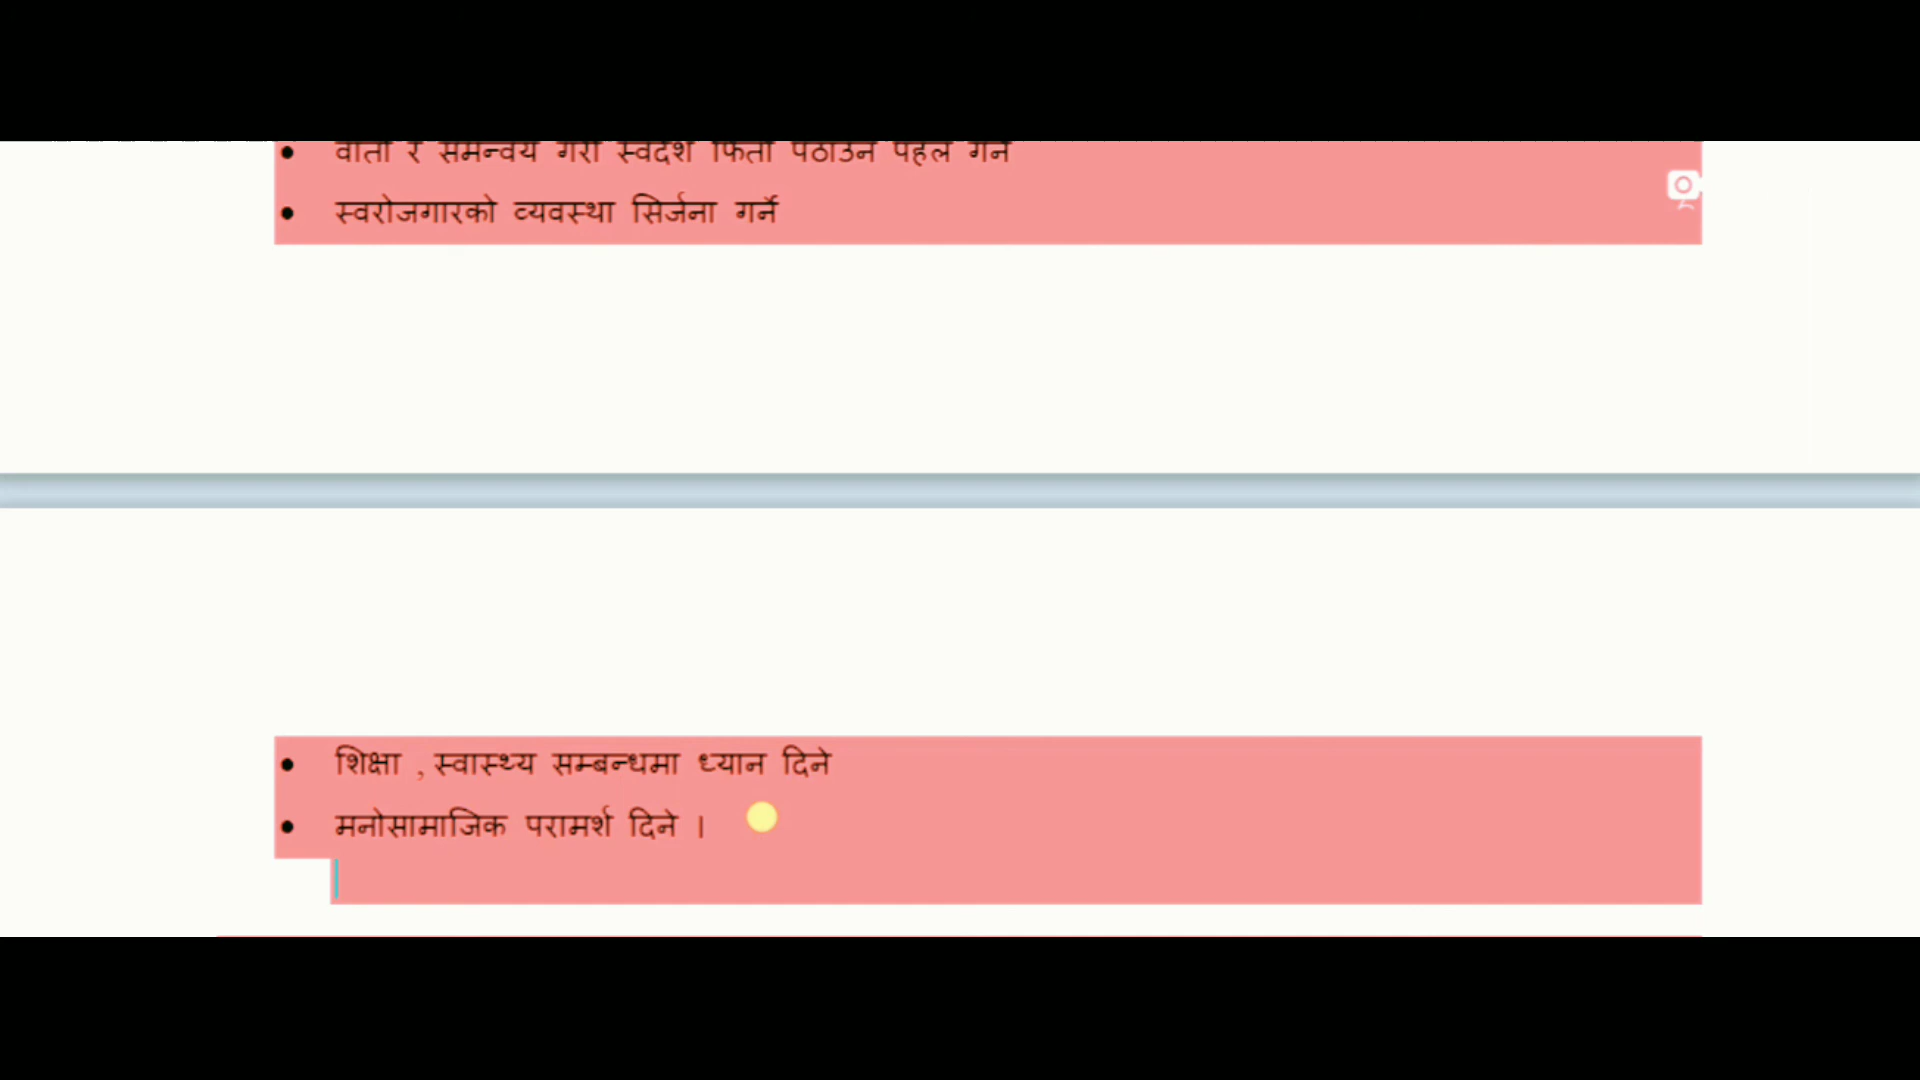 वार्ता र समन्वय गरी स्वदेश फिर्ता पठाउन पहल गर्ने
स्वरोजगारको व्यवस्था सिर्जना गर्ने
शिक्षा , स्वास्थ्य सम्बन्धमा ध्यान दिने
मनोसामाजिक परामर्श दिने ।